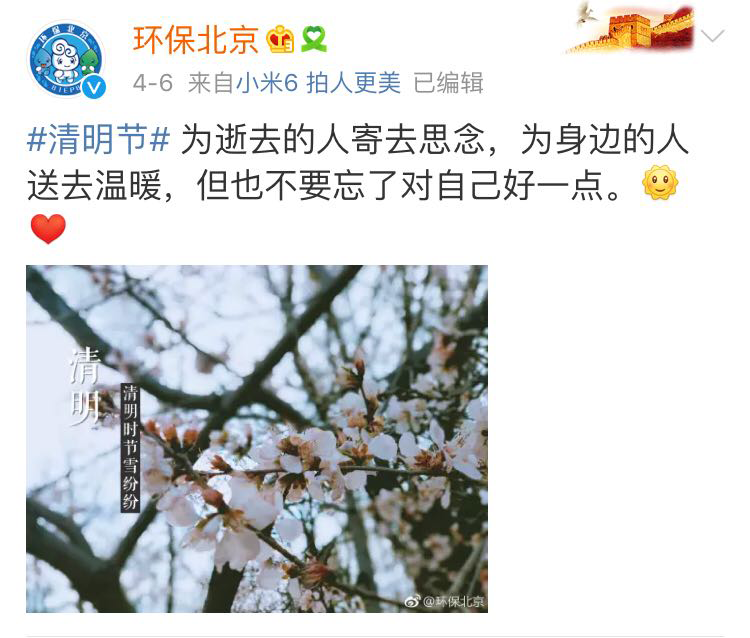 环保北京
4-6 来自小米6 拍人更美 已编辑
#清明节# 为逝去的人寄去思念，为身边的人
送去温暖，但也不要忘了对自己好一点。
清明
清明时节雪纷纷
@环保北京